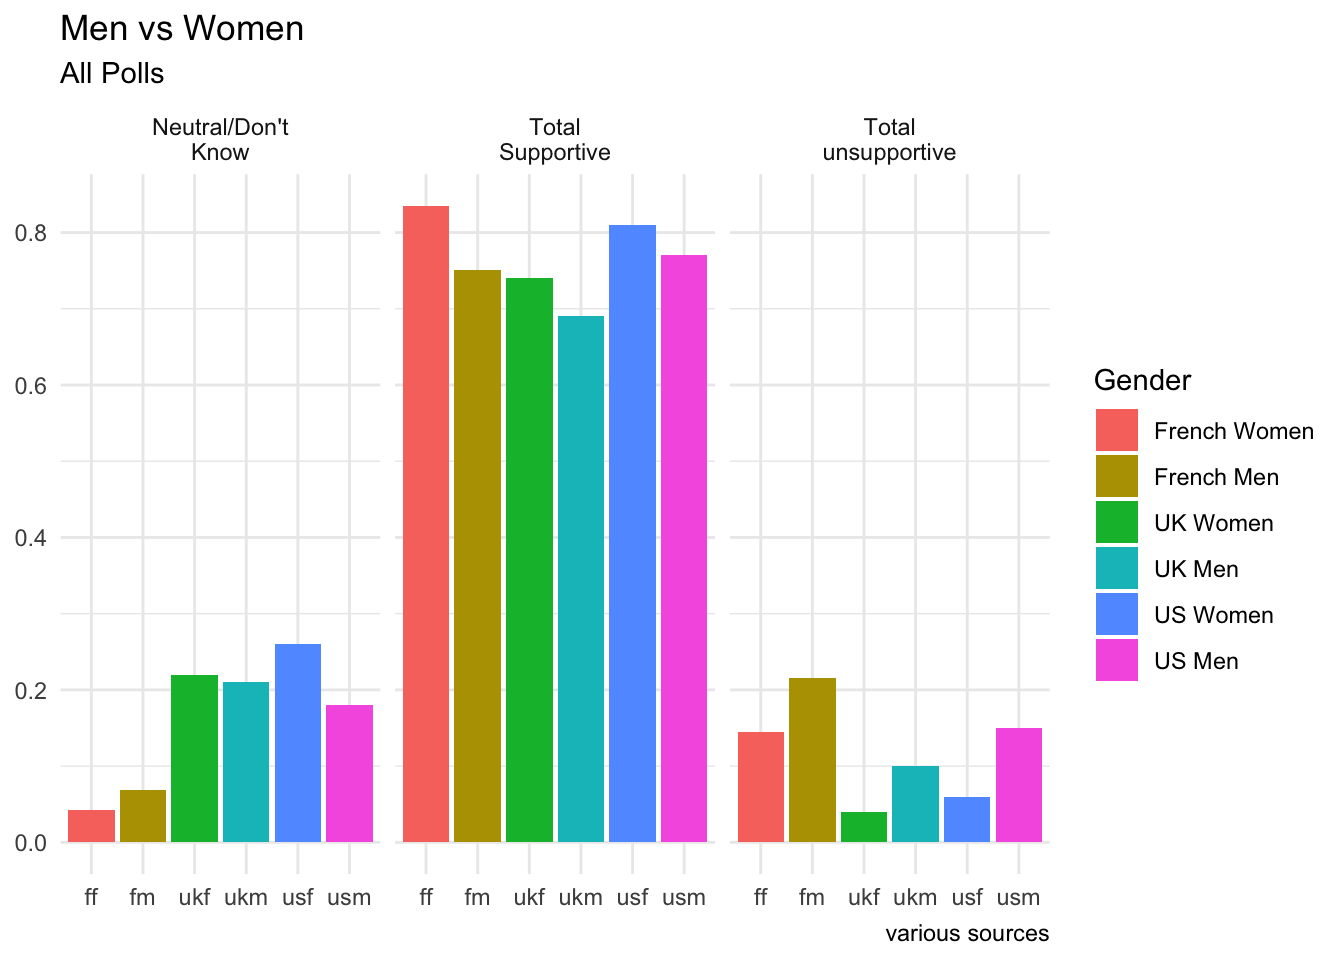 Men vs Women
All Polls
Neutral/Don't
Know
Total
Supportive
Total
unsupportive
0.8
0.6
0.4
0.2
0.0
ff fm ukf ukm usf usm
ff fm ukf ukm usf usm
ff fm ukf ukm usf usm
various sources
Gender
French Women
French Men
UK Women
UK Men
US Women
US Men